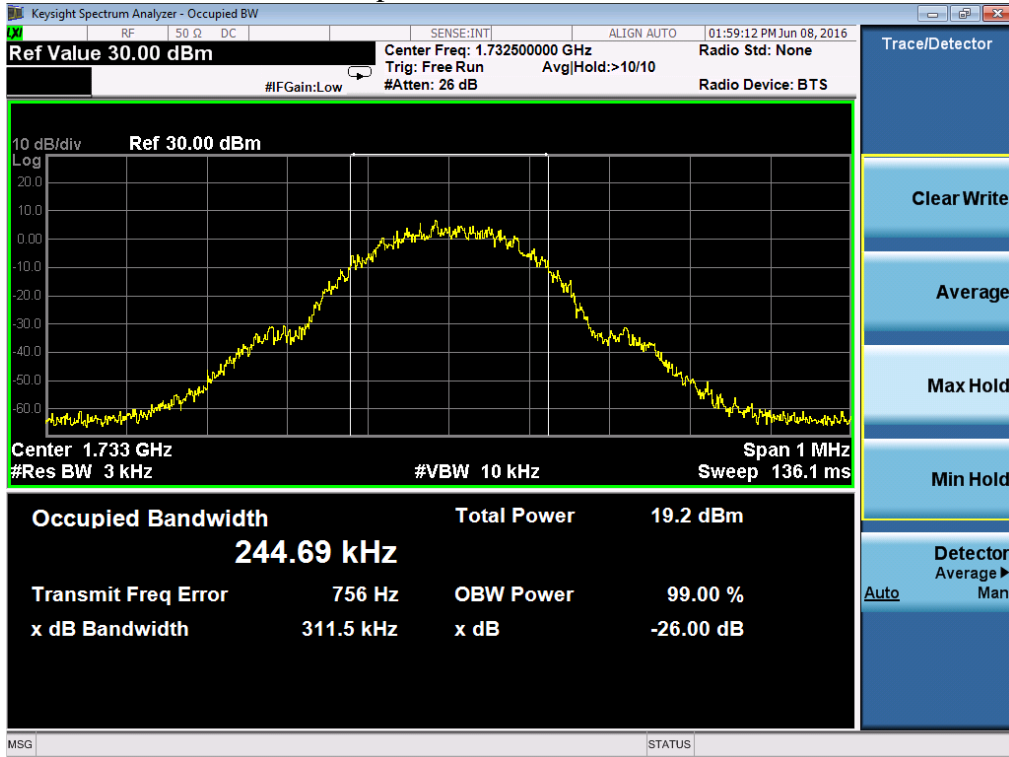 Keysight Spectrum Analyzer - Occupied BW
LXI RF 50 Ω DC SENSE:INT ALIGN AUTO 01:59:12 PM Jun 08, 2016
Ref Value 30.00 dBm
Center Freq: 1.732500000 GHz
Radio Std: None
Trig: Free Run Avg|Hold:>10/10
#IFGain:Low
#Atten: 26 dB
Radio Device: BTS
10 dB/div Ref 30.00 dBm
Log
20.0
10.0
0.00
-10.0
-20.0
-30.0
-40.0
-50.0
-60.0
Center 1.733 GHz
Span 1 MHz
#Res BW 3 kHz
#VBW 10 kHz
Sweep 136.1 ms
Occupied Bandwidth
244.69 kHz
Total Power 19.2 dBm
Transmit Freq Error 756 Hz
OBW Power 99.00 %
x dB Bandwidth 311.5 kHz
x dB -26.00 dB
MSG
STATUS
Trace/Detector
Clear Write
Average
Max Hold
Min Hold
Detector
Average
Auto Man